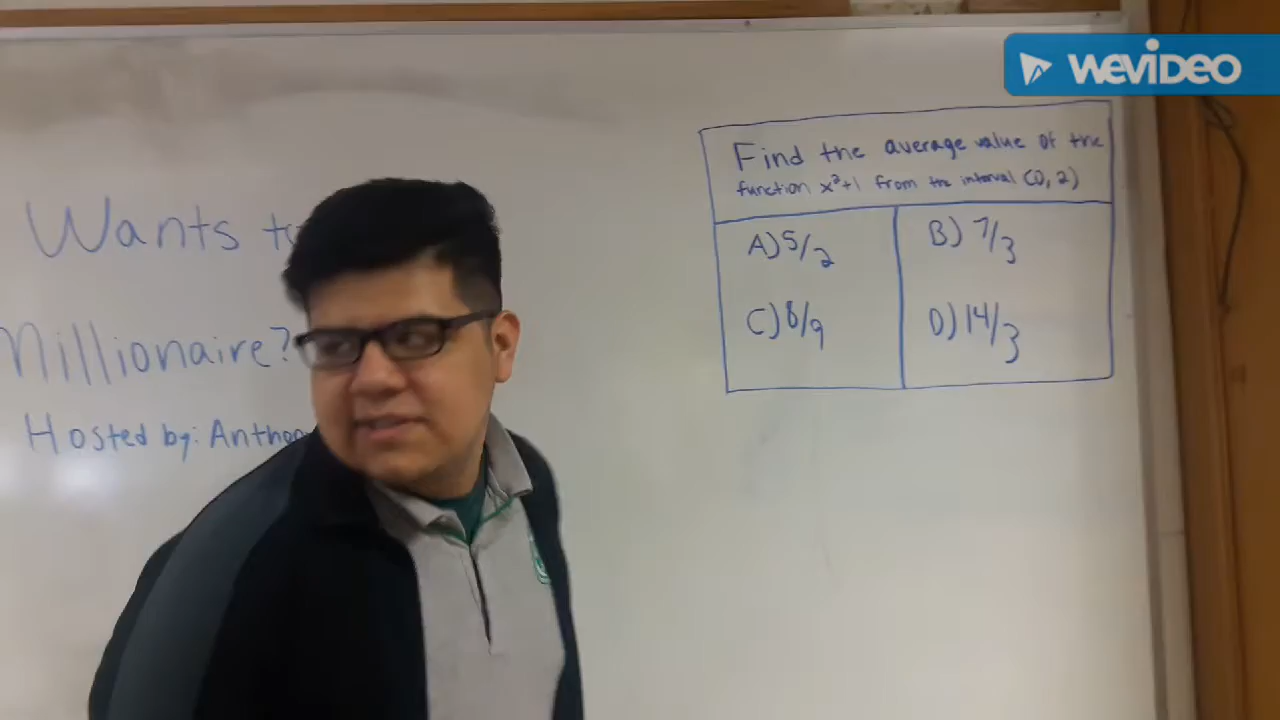 WEVIDEO
Find the average value of the
function x²+1 from the interval (0,2)
A) 5/2
B) 7/3
C) 8/9
D) 14/3
Wants to
Millionaire?
Hosted by: Anthon